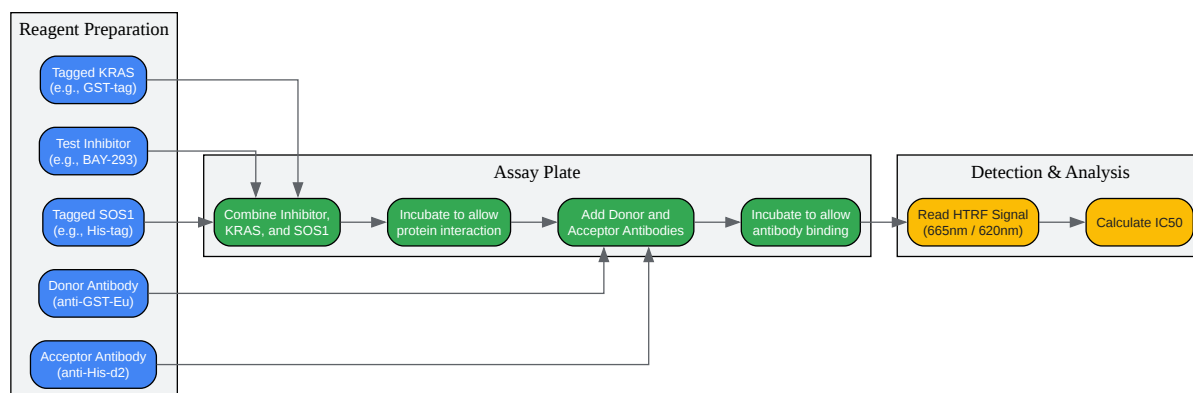 Reagent Preparation
Tagged KRAS
(e.g., GST-tag)
Test Inhibitor
(e.g., BAY-293)
Tagged SOS1
(e.g., His-tag)
Donor Antibody
(anti-GST-Eu)
Acceptor Antibody
(anti-His-d2)
Assay Plate
Combine Inhibitor,
KRAS, and SOS1
Incubate to allow
protein interaction
Add Donor and
Acceptor Antibodies
Incubate to allow
antibody binding
Detection & Analysis
Read HTRF Signal
(665nm / 620nm)
Calculate IC50